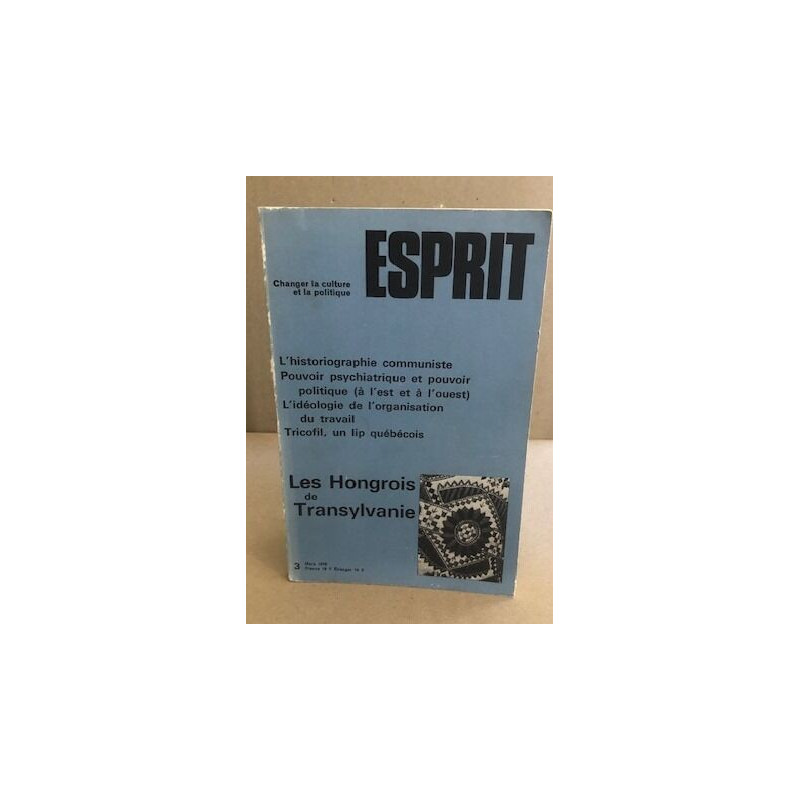 ESPRIT
Changer la culture
et la politique
L'historiographie communiste
Pouvoir psychiatrique et pouvoir
politique (à l'est et à l'ouest)
L'idéologie de l'organisation
du travail
Tricofil, un lip québécois
Les Hongrois
de
Transylvanie
3 Mars